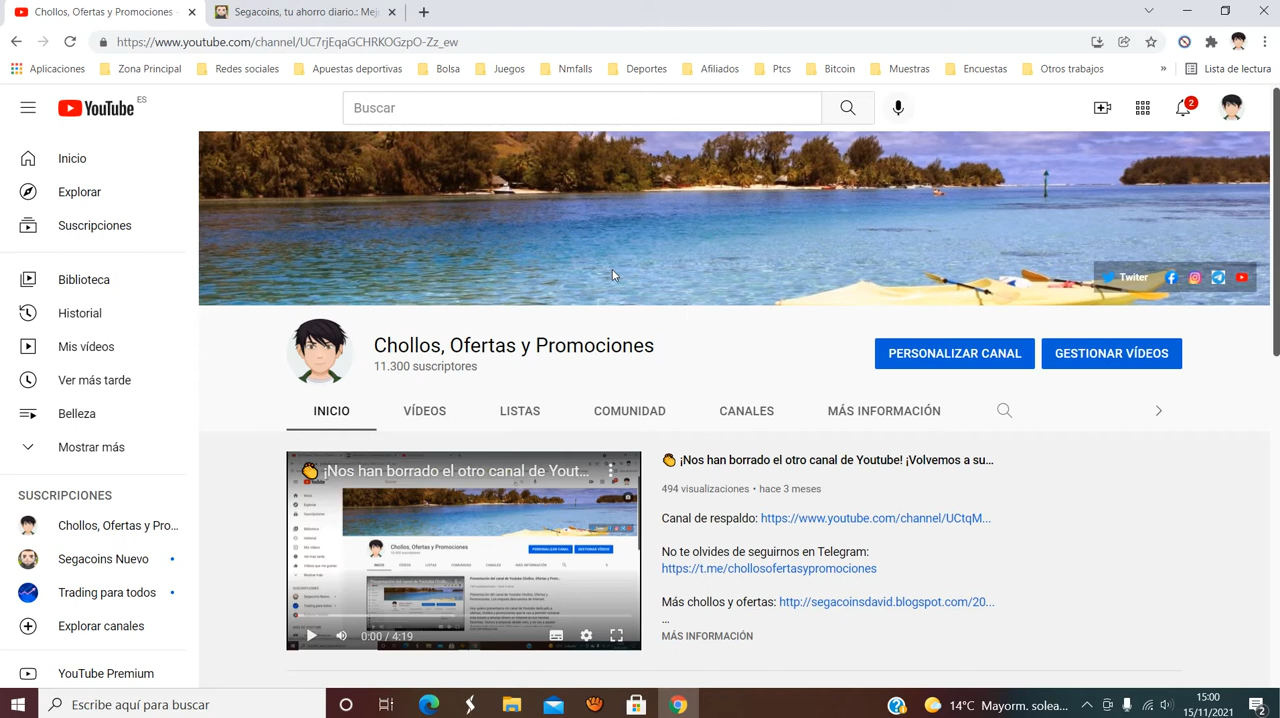 Chollos, Ofertas y Promociones -
Segacoins, tu ahorro diario.: Mej
https://www.youtube.com/channel/UC7rjEqaGCHRKOGzpO-Zz_ew
Aplicaciones
Zona Principal
Redes sociales
Apuestas deportivas
Bolsa
Juegos
Nmfalls
Deportes
Afiliados
Ptcs
Bitcoin
Muestras
Encuestas
Otros trabajos
»
Lista de lectura
YouTube ES
Buscar
2
Inicio
Explorar
Suscripciones
Biblioteca
Historial
Mis vídeos
Ver más tarde
Belleza
Mostrar más
SUSCRIPCIONES
Chollos, Ofertas y Pro...
Segacoins Nuevo
Trading para todos
Explorar canales
YouTube Premium
Twiter
Chollos, Ofertas y Promociones
11.300 suscriptores
PERSONALIZAR CANAL
GESTIONAR VÍDEOS
INICIO
VÍDEOS
LISTAS
COMUNIDAD
CANALES
MÁS INFORMACIÓN
¡Nos han borrado el otro canal de Yout...
Chollos, Ofertas y Promociones
0:00 / 4:19
¡Nos han borrado el otro canal de Youtube! ¡Volvemos a su...
494 visualizaciones • hace 3 meses
Canal de respaldo: https://www.youtube.com/channel/UCtqM...
No te olvides de seguirnos en Telegram:
https://t.me/chollosofertasypromociones
Más chollos y ofertas: http://segacoinsdavid.blogspot.com/20...
...
MÁS INFORMACIÓN
Escribe aquí para buscar
14°C Mayorm. solea...
15:00
15/11/2021
2